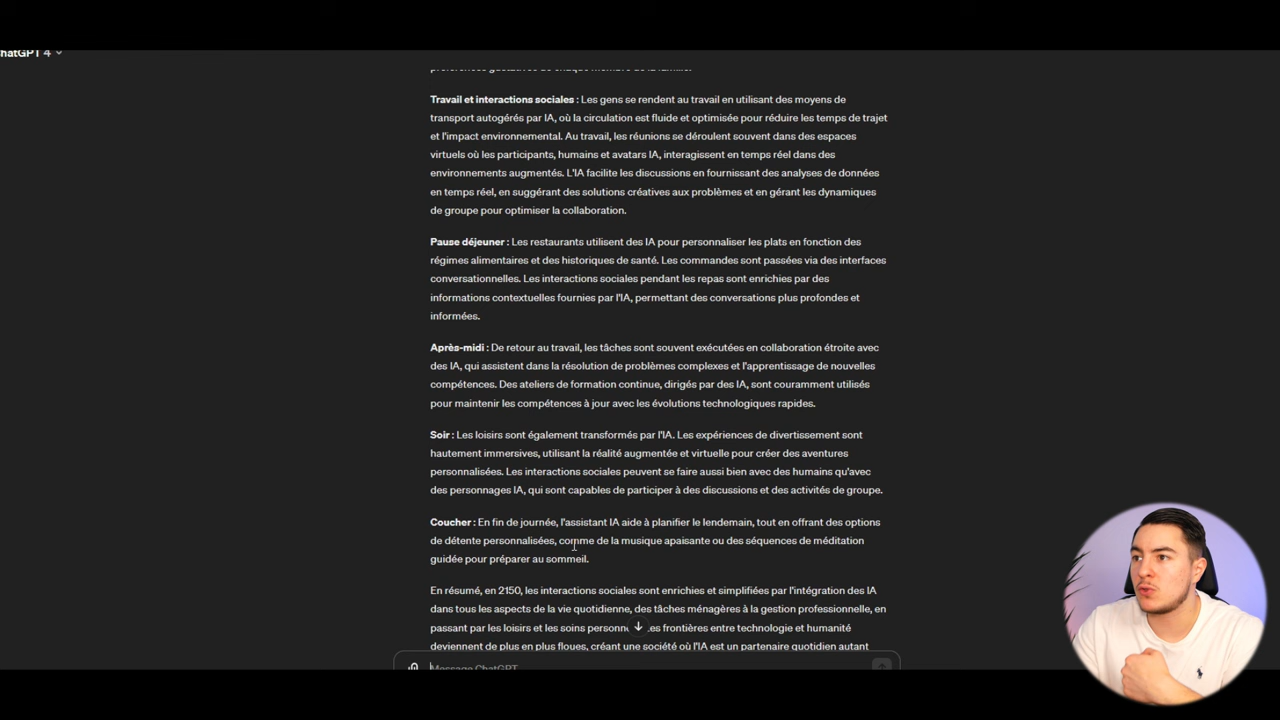 hatGPT 4
préférences gustatives de chaque membre de la famille.
Travail et interactions sociales : Les gens se rendent au travail en utilisant des moyens de
transport autogérés par IA, où la circulation est fluide et optimisée pour réduire les temps de trajet
et l'impact environnemental. Au travail, les réunions se déroulent souvent dans des espaces
virtuels où les participants, humains et avatars IA, interagissent en temps réel dans des
environnements augmentés. L'IA facilite les discussions en fournissant des analyses de données
en temps réel, en suggérant des solutions créatives aux problèmes et en gérant les dynamiques
de groupe pour optimiser la collaboration.
Pause déjeuner : Les restaurants utilisent des IA pour personnaliser les plats en fonction des
régimes alimentaires et des historiques de santé. Les commandes sont passées via des interfaces
conversationnelles. Les interactions sociales pendant les repas sont enrichies par des
informations contextuelles fournies par l'IA, permettant des conversations plus profondes et
informées.
Après-midi : De retour au travail, les tâches sont souvent exécutées en collaboration étroite avec
des IA, qui assistent dans la résolution de problèmes complexes et l'apprentissage de nouvelles
compétences. Des ateliers de formation continue, dirigés par des IA, sont couramment utilisés
pour maintenir les compétences à jour avec les évolutions technologiques rapides.
Soir : Les loisirs sont également transformés par l'IA. Les expériences de divertissement sont
hautement immersives, utilisant la réalité augmentée et virtuelle pour créer des aventures
personnalisées. Les interactions sociales peuvent se faire aussi bien avec des humains qu'avec
des personnages IA, qui sont capables de participer à des discussions et des activités de groupe.
Coucher : En fin de journée, l'assistant IA aide à planifier le lendemain, tout en offrant des options
de détente personnalisées, comme de la musique apaisante ou des séquences de méditation
guidée pour préparer au sommeil.
En résumé, en 2150, les interactions sociales sont enrichies et simplifiées par l'intégration des IA
dans tous les aspects de la vie quotidienne, des tâches ménagères à la gestion professionnelle, en
passant par les loisirs et les soins personn es frontières entre technologie et humanité
deviennent de plus en plus floues, créant une société où l'IA est un partenaire quotidien autant
Message ChatGPT